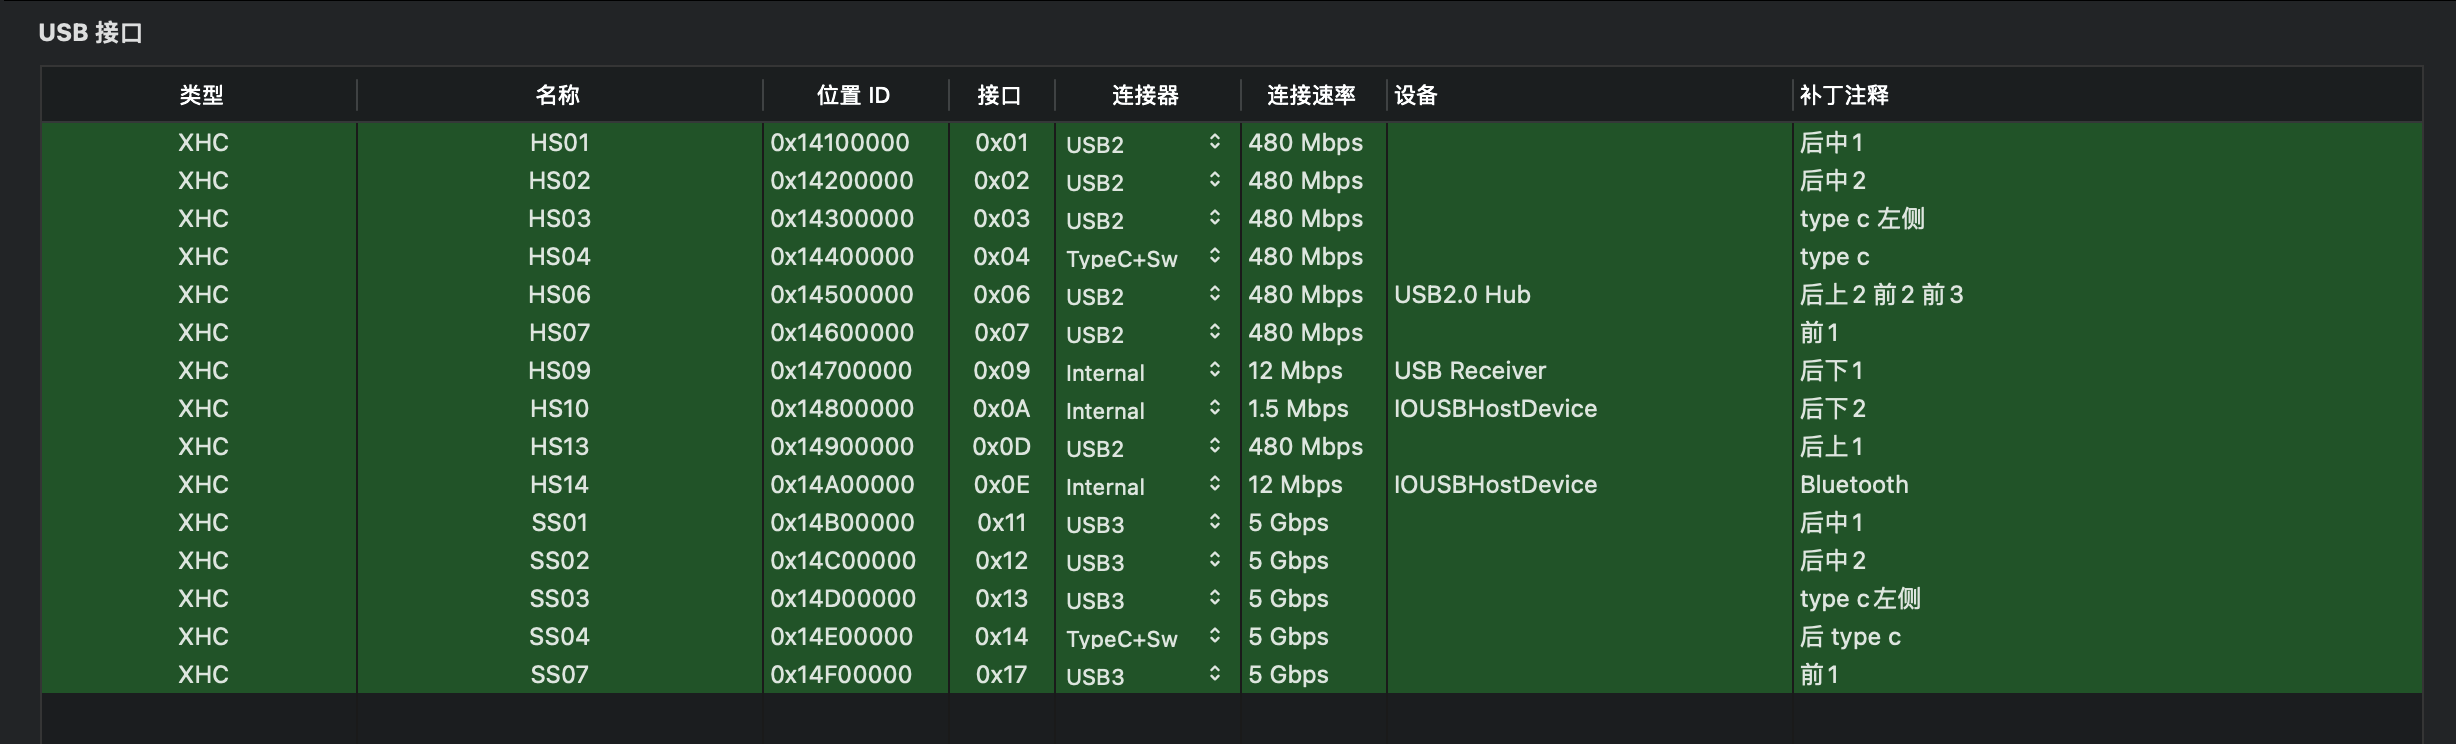 USB 接口
类型 名称 位置 ID 接口 连接器 连接速率 设备 补丁注释
XHC HS01 0x14100000 0x01 USB2 480 Mbps 后中1
XHC HS02 0x14200000 0x02 USB2 480 Mbps 后中2
XHC HS03 0x14300000 0x03 USB2 480 Mbps type c 左侧
XHC HS04 0x14400000 0x04 TypeC+Sw 480 Mbps type c
XHC HS06 0x14500000 0x06 USB2 480 Mbps USB2.0 Hub 后上2 前2 前3
XHC HS07 0x14600000 0x07 USB2 480 Mbps 前1
XHC HS09 0x14700000 0x09 Internal 12 Mbps USB Receiver 后下1
XHC HS10 0x14800000 0x0A Internal 1.5 Mbps IOUSBHostDevice 后下2
XHC HS13 0x14900000 0x0D USB2 480 Mbps 后上1
XHC HS14 0x14A00000 0x0E Internal 12 Mbps IOUSBHostDevice Bluetooth
XHC SS01 0x14B00000 0x11 USB3 5 Gbps 后中1
XHC SS02 0x14C00000 0x12 USB3 5 Gbps 后中2
XHC SS03 0x14D00000 0x13 USB3 5 Gbps type c左侧
XHC SS04 0x14E00000 0x14 TypeC+Sw 5 Gbps 后 type c
XHC SS07 0x14F00000 0x17 USB3 5 Gbps 前1